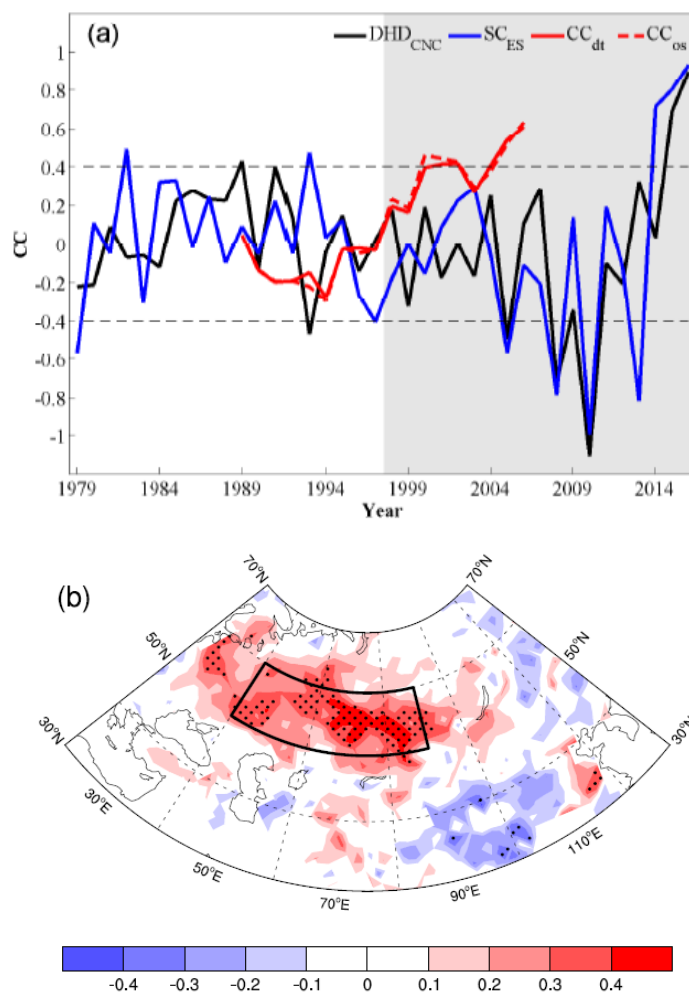 (a)
DHD_CNC SC_ES CC_dt CC_os
1
0.8
0.6
0.4
0.2
0
-0.2
-0.4
-0.6
-0.8
-1
CC
1979 1984 1989 1994 1999 2004 2009 2014
Year
(b)
70°N 70°N
50°N 50°N
30°N 30°N
30°E 50°E 70°E 90°E 110°E
-0.4 -0.3 -0.2 -0.1 0 0.1 0.2 0.3 0.4